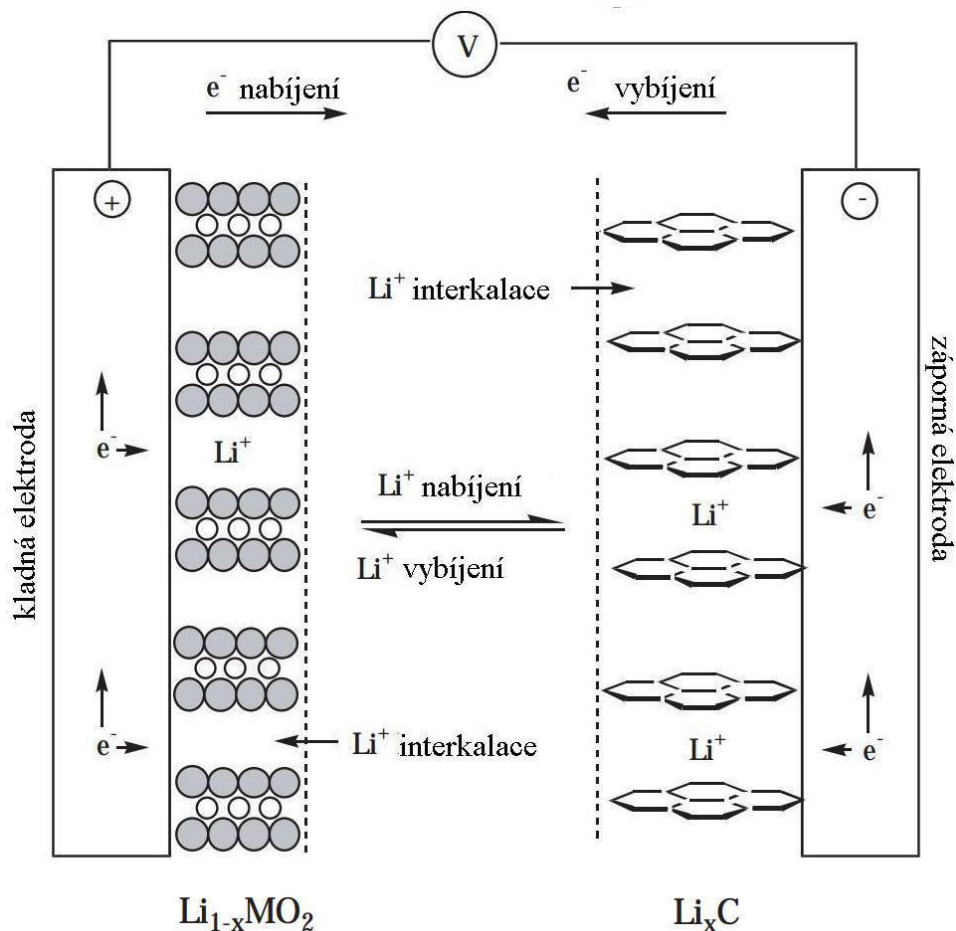 V
e⁻ nabíjení
e⁻ vybíjení
+
-
Li⁺ interkalace
kladná elektroda
záporná elektroda
e⁻
Li⁺
e⁻
Li⁺ nabíjení
Li⁺
Li⁺ vybíjení
e⁻
Li⁺ interkalace
Li⁺
e⁻
Li₁₋ₓMO₂
LiₓC